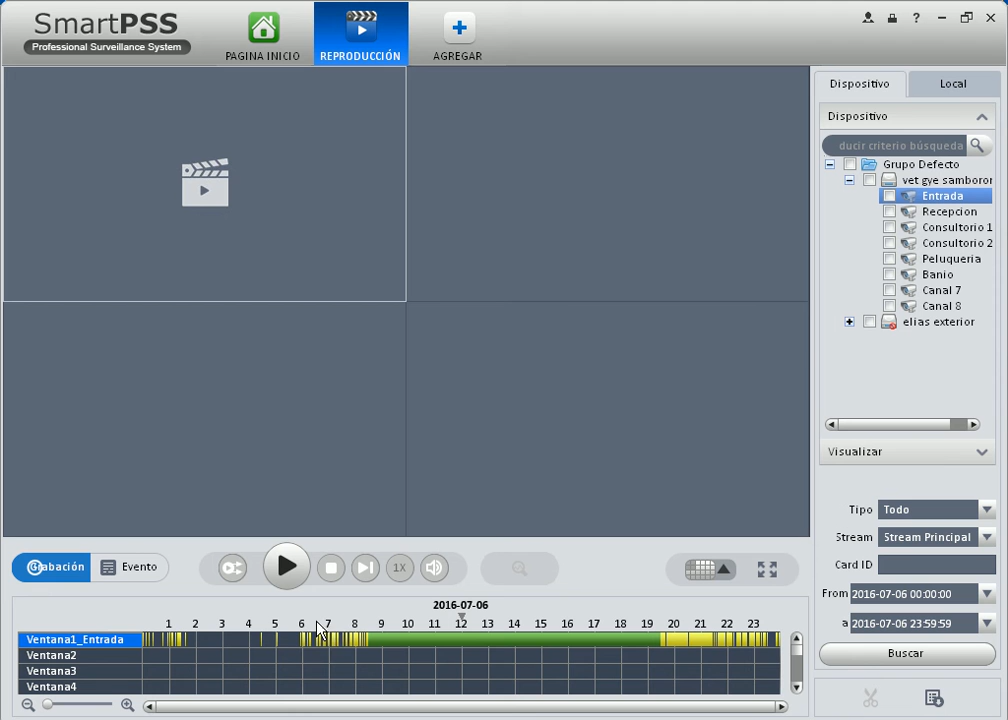 SmartPSS
Professional Surveillance System
PAGINA INICIO
REPRODUCCIÓN
AGREGAR
?
Dispositivo
Local
Dispositivo
ducir criterio búsqueda
Grupo Defecto
vet gye samboror
Entrada
Recepcion
Consultorio 1
Consultorio 2
Peluqueria
Banio
Canal 7
Canal 8
elias exterior
Visualizar
Tipo Todo
Stream Stream Principal
Card ID
From 2016-07-06 00:00:00
a 2016-07-06 23:59:59
Buscar
Grabación
Evento
1X
2016-07-06
1 2 3 4 5 6 7 8 9 10 11 12 13 14 15 16 17 18 19 20 21 22 23
Ventana1_Entrada
Ventana2
Ventana3
Ventana4